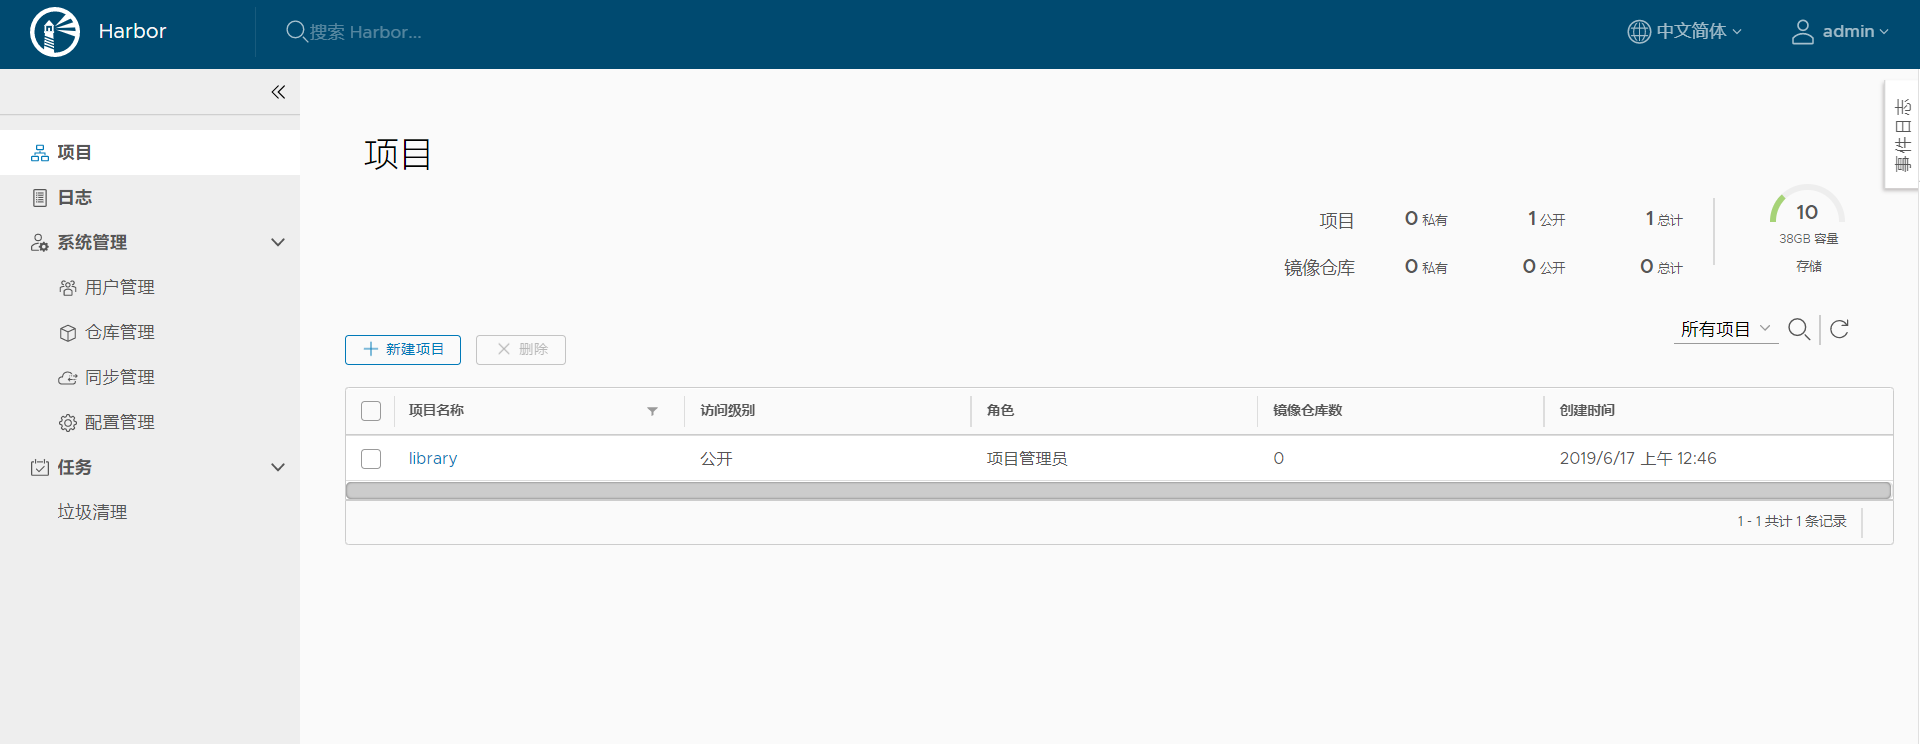 Harbor
搜索 Harbor...
中文简体
admin
事件日志
项目
日志
系统管理
用户管理
仓库管理
同步管理
配置管理
任务
垃圾清理
项目
项目 0 私有 1 公开 1 总计
镜像仓库 0 私有 0 公开 0 总计
10
38GB 容量
存储
新建项目
删除
所有项目
项目名称 访问级别 角色 镜像仓库数 创建时间
library 公开 项目管理员 0 2019/6/17 上午 12:46
1 - 1 共计 1 条记录